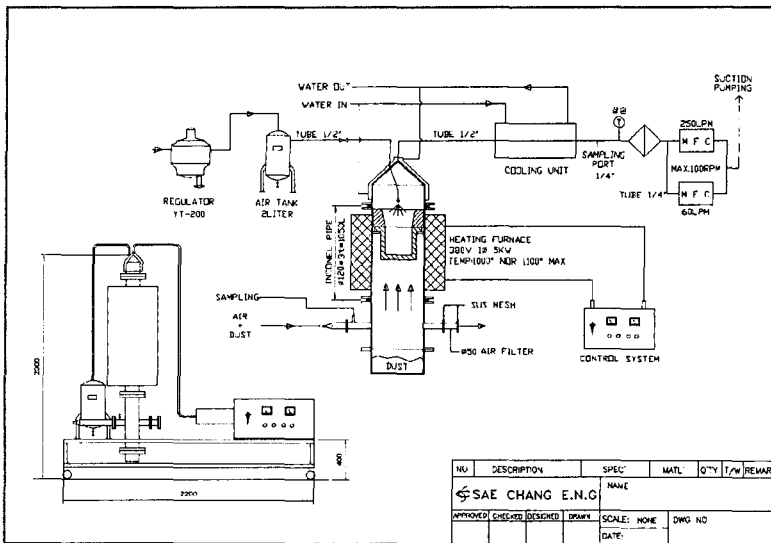 WATER OUT
WATER IN
TUBE 1/2"
TUBE 1/2"
REGULATOR
YT-200
AIR TANK
2LITER
COOLING UNIT
SAMPLING
PORT
1/4"
250LPM
M F C
MAX.100RPM
TUBE 1/4"
M F C
60LPM
SUCTION
PUMPING
INCONEL PIPE
HEATING FURNACE
380V 1Ø 5KW
TEMP1000° NOR 1100° MAX
SAMPLING
AIR
+
DUST
SUS MESH
Ø50 AIR FILTER
DUST
CONTROL SYSTEM
2000
400
2200
NO DESCRIPTION SPEC' MATL' Q'TY T/W REMAR
SAE CHANG E.N.G
NAME
APPROVED CHECKED DESIGNED DRAWN
SCALE: NONE
DWG NO
DATE: